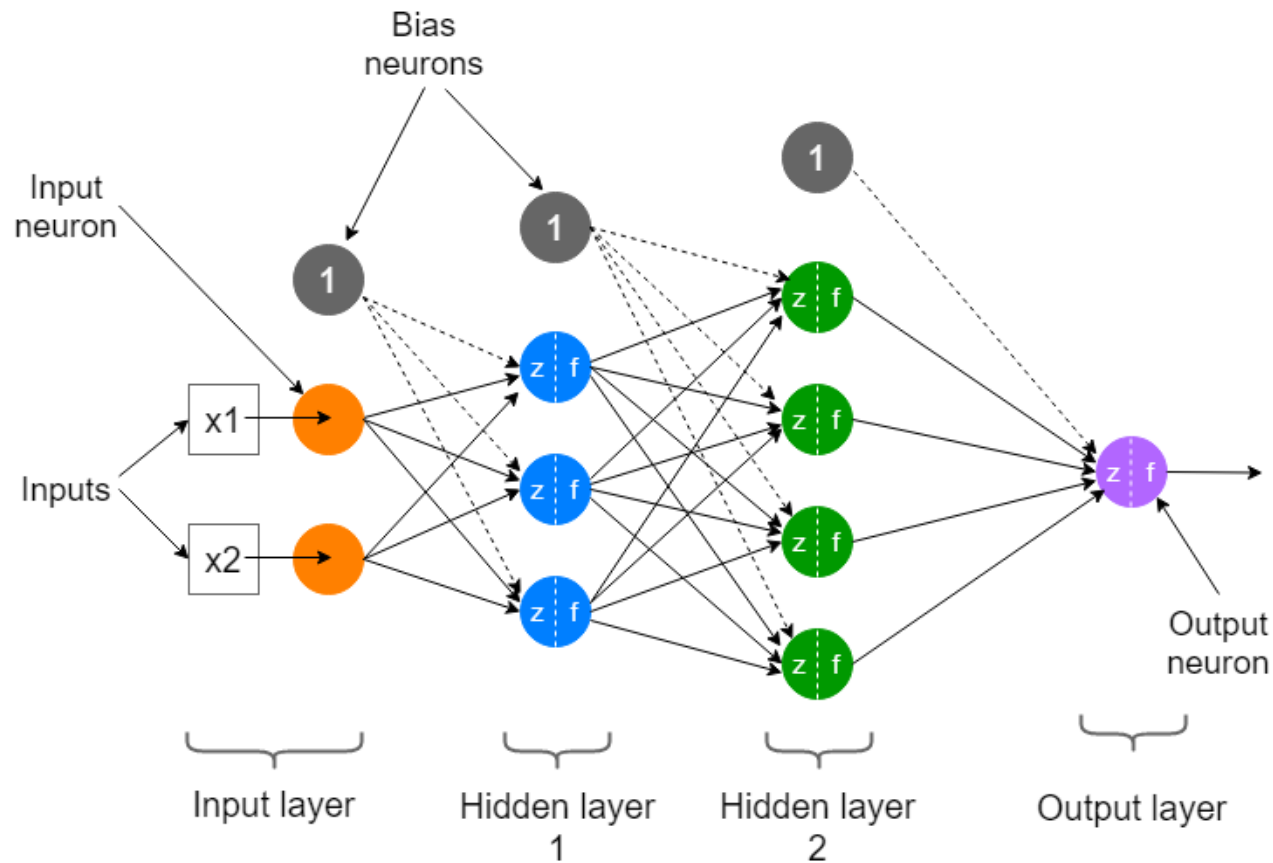 Bias
neurons
1
Input
neuron
1
1
z f
z f
x1
z f
z f
Inputs
z f
z f
x2
z f
z f
Output
neuron
Input layer
Hidden layer
1
Hidden layer
2
Output layer